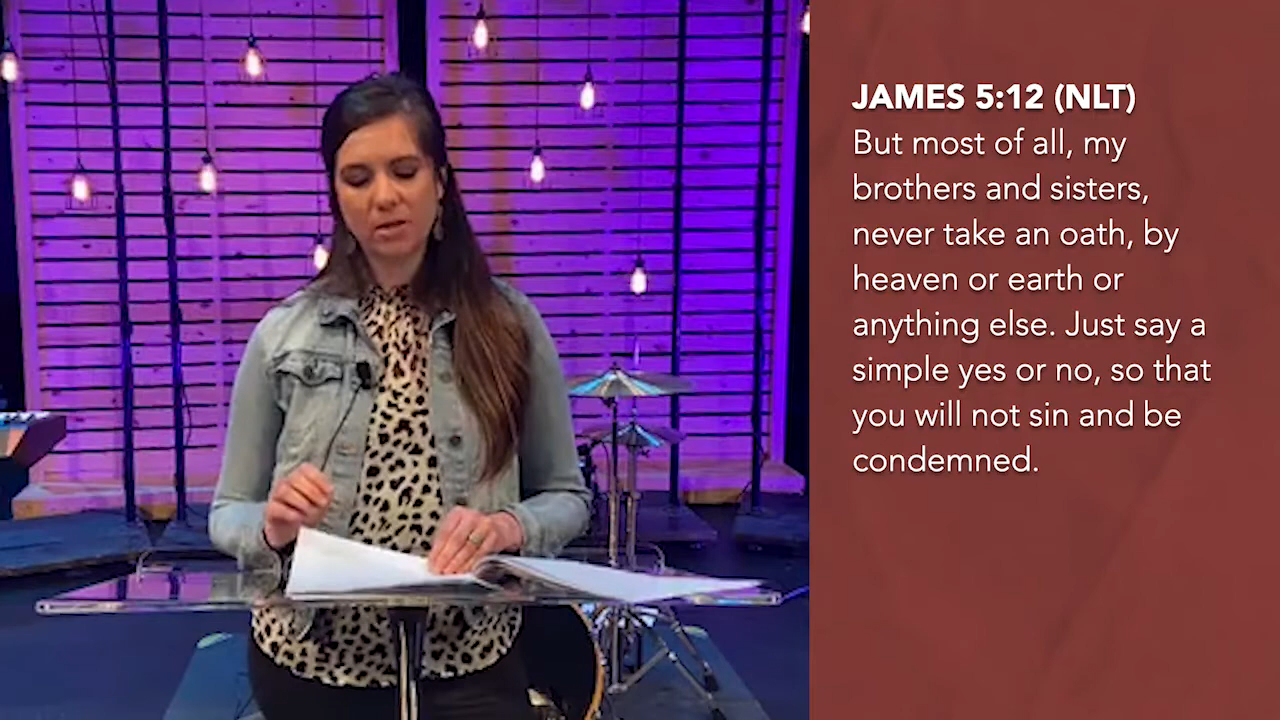 JAMES 5:12 (NLT)
But most of all, my
brothers and sisters,
never take an oath, by
heaven or earth or
anything else. Just say a
simple yes or no, so that
you will not sin and be
condemned.